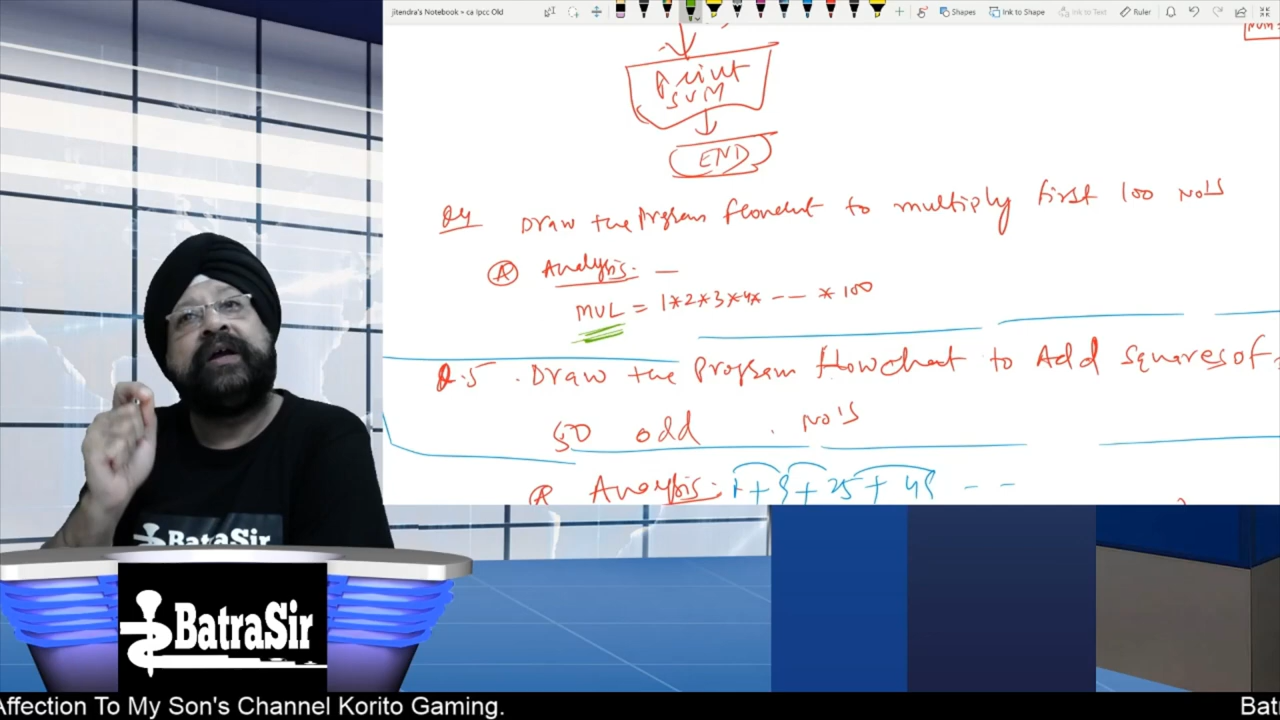 jitendra's Notebook > ca Ipcc Old
Shapes
Ink to Shape
Ink to Text
Ruler
print
SUM
END
Q4 Draw the Program flowchart to multiply first 100 No's
A Analysis. —
MUL = 1*2*3*4* -- -- * 100
Q.5 . Draw the Program flowchart to Add squares of
50 odd No's
A Analysis: 1 + 9 + 25 + 49 - -
BatraSir
BatraSir
Affection To My Son's Channel Korito Gaming.
Bat